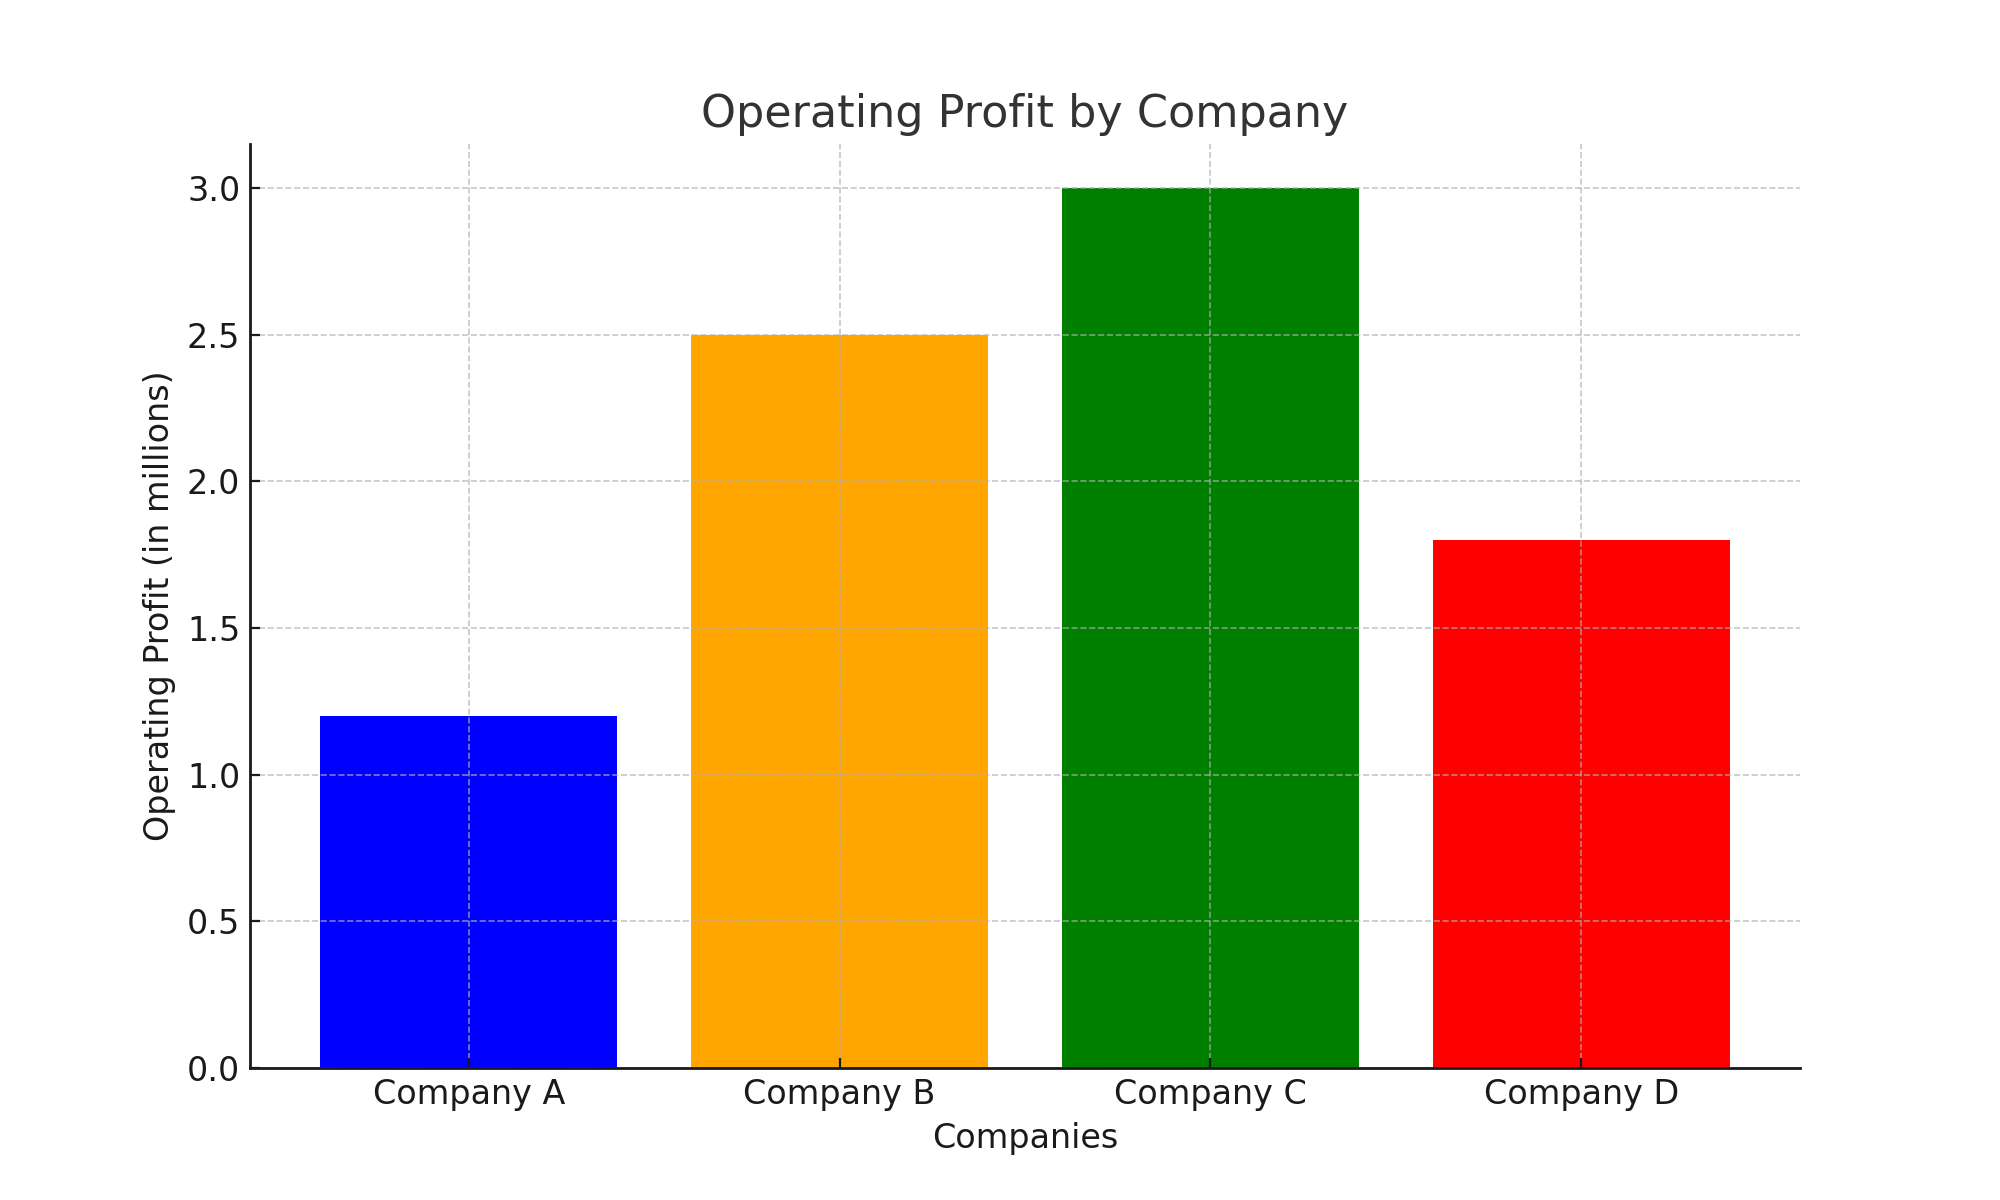 Operating Profit by Company
Operating Profit (in millions)
3.0
2.5
2.0
1.5
1.0
0.5
0.0
Company A
Company B
Company C
Company D
Companies